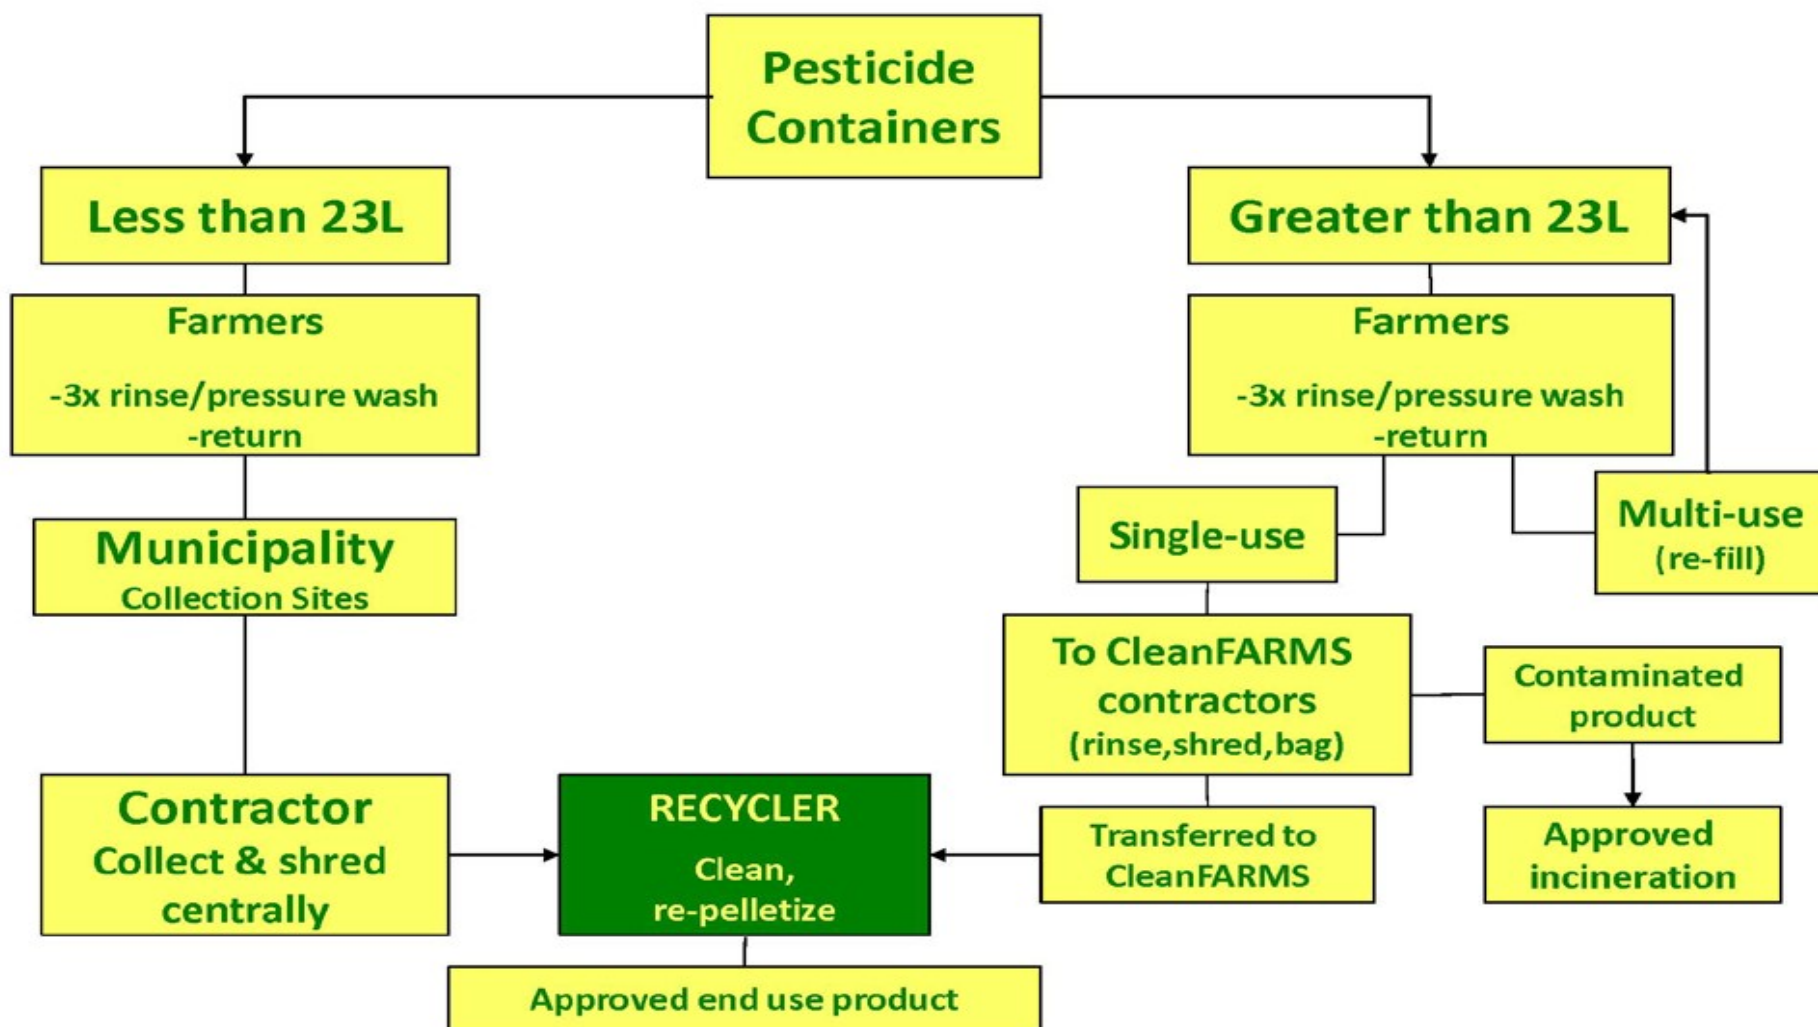 Pesticide
Containers
Less than 23L
Greater than 23L
Farmers
-3x rinse/pressure wash
-return
Farmers
-3x rinse/pressure wash
-return
Municipality
Collection Sites
Single-use
Multi-use
(re-fill)
To CleanFARMS
contractors
(rinse,shred,bag)
Contaminated
product
Contractor
Collect & shred
centrally
RECYCLER
Clean,
re-pelletize
Transferred to
CleanFARMS
Approved
incineration
Approved end use product